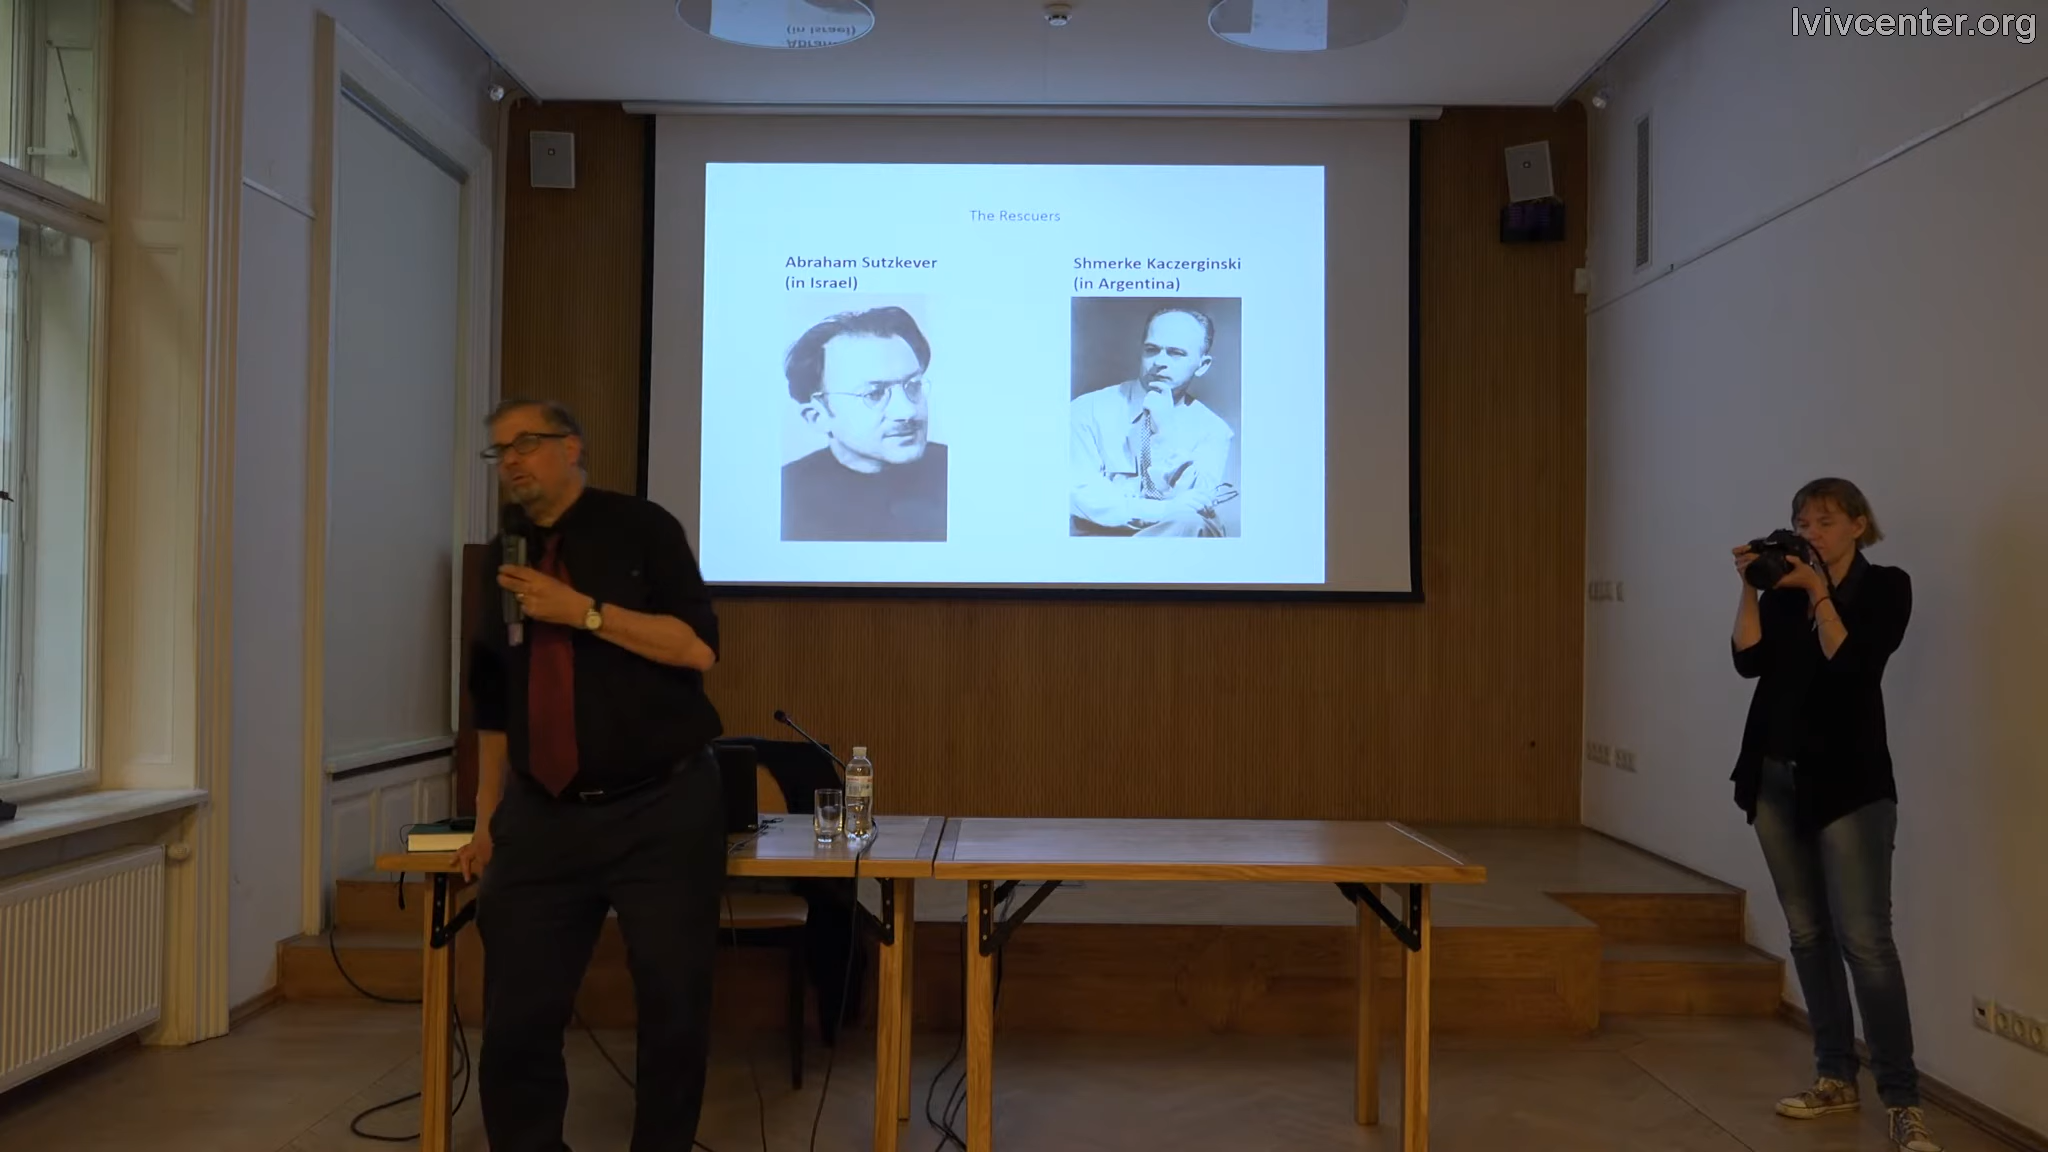 lvivcenter.org
The Rescuers
Abraham Sutzkever
(in Israel)
Shmerke Kaczerginski
(in Argentina)